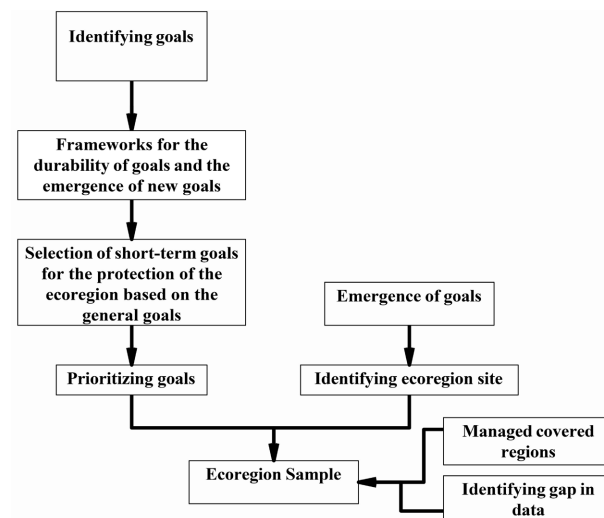 Identifying goals
Frameworks for the
durability of goals and the
emergence of new goals
Selection of short-term goals
for the protection of the
ecoregion based on the
general goals
Emergence of goals
Prioritizing goals
Identifying ecoregion site
Managed covered
regions
Ecoregion Sample
Identifying gap in
data